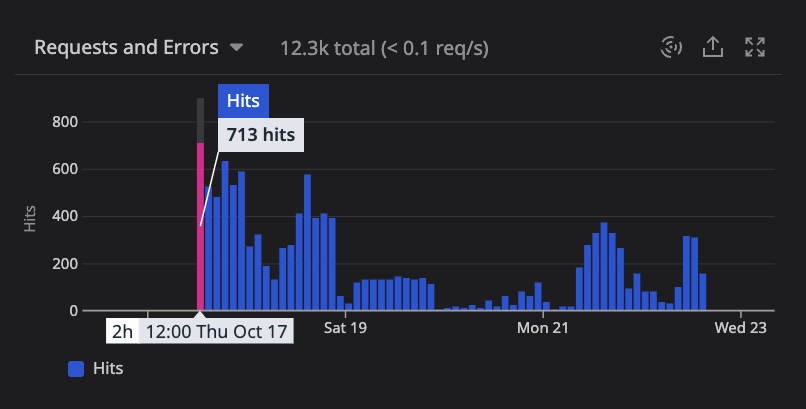 Requests and Errors 12.3k total (< 0.1 req/s)
Hits
713 hits
800
600
400
200
0
Hits
2h 12:00 Thu Oct 17 Sat 19 Mon 21 Wed 23
Hits